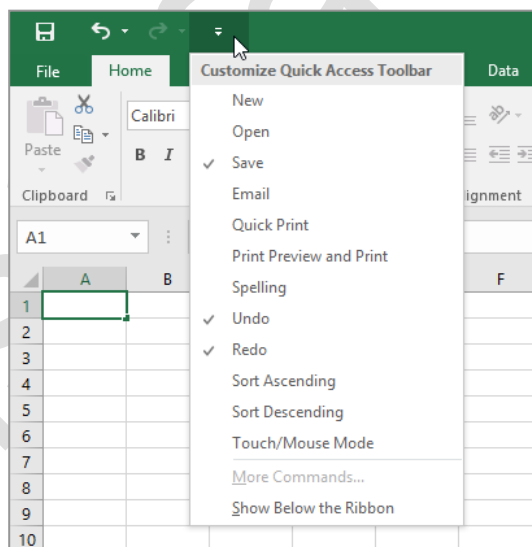 File Home Data
Customize Quick Access Toolbar
New
Open
Save
Email
Quick Print
Print Preview and Print
Spelling
Undo
Redo
Sort Ascending
Sort Descending
Touch/Mouse Mode
More Commands...
Show Below the Ribbon
Calibri
Paste
B I
Clipboard
ignment
A1
A B F
1
2
3
4
5
6
7
8
9
10